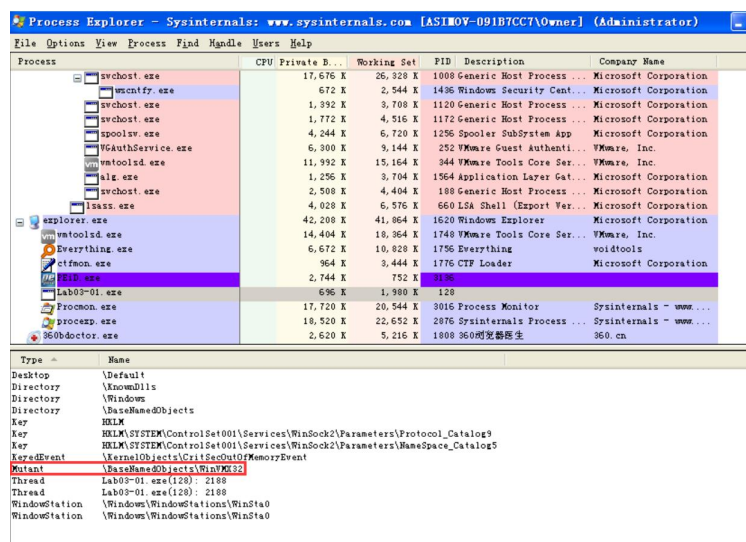 Process Explorer - Sysinternals: www.sysinternals.com [ASIMOV-091B7CC7\Owner] (Administrator)
File Options View Process Find Handle Users Help
Process CPU Private B... Working Set PID Description Company Name
svchost.exe 17,676 K 26,328 K 1008 Generic Host Process ... Microsoft Corporation
wscntfy.exe 672 K 2,544 K 1436 Windows Security Cent... Microsoft Corporation
svchost.exe 1,392 K 3,708 K 1120 Generic Host Process ... Microsoft Corporation
svchost.exe 1,772 K 4,516 K 1172 Generic Host Process ... Microsoft Corporation
spoolsv.exe 4,244 K 6,720 K 1256 Spooler SubSystem App Microsoft Corporation
VGAuthService.exe 6,300 K 9,144 K 252 VMware Guest Authenti... VMware, Inc.
vmtoolsd.exe 11,992 K 15,164 K 344 VMware Tools Core Ser... VMware, Inc.
alg.exe 1,256 K 3,704 K 1564 Application Layer Gat... Microsoft Corporation
svchost.exe 2,508 K 4,404 K 188 Generic Host Process ... Microsoft Corporation
lsass.exe 4,028 K 6,576 K 660 LSA Shell (Export Ver... Microsoft Corporation
explorer.exe 42,208 K 41,864 K 1620 Windows Explorer Microsoft Corporation
vmtoolsd.exe 14,404 K 18,364 K 1748 VMware Tools Core Ser... VMware, Inc.
Everything.exe 6,672 K 10,828 K 1756 Everything voidtools
ctfmon.exe 964 K 3,444 K 1776 CTF Loader Microsoft Corporation
PEiD.exe 2,744 K 752 K 3136
Lab03-01.exe 696 K 1,980 K 128
Procmon.exe 17,720 K 20,544 K 3016 Process Monitor Sysinternals - www....
procexp.exe 18,520 K 22,652 K 2876 Sysinternals Process ... Sysinternals - www....
360bdoctor.exe 2,620 K 5,216 K 1808 360浏览器医生 360.cn
Type Name
Desktop \Default
Directory \KnownDlls
Directory \Windows
Directory \BaseNamedObjects
Key HKLM
Key HKLM\SYSTEM\ControlSet001\Services\WinSock2\Parameters\Protocol_Catalog9
Key HKLM\SYSTEM\ControlSet001\Services\WinSock2\Parameters\NameSpace_Catalog5
KeyedEvent \KernelObjects\CritSecOutOfMemoryEvent
Mutant \BaseNamedObjects\WinVMX32
Thread Lab03-01.exe(128): 2188
Thread Lab03-01.exe(128): 2188
WindowStation \Windows\WindowStations\WinSta0
WindowStation \Windows\WindowStations\WinSta0